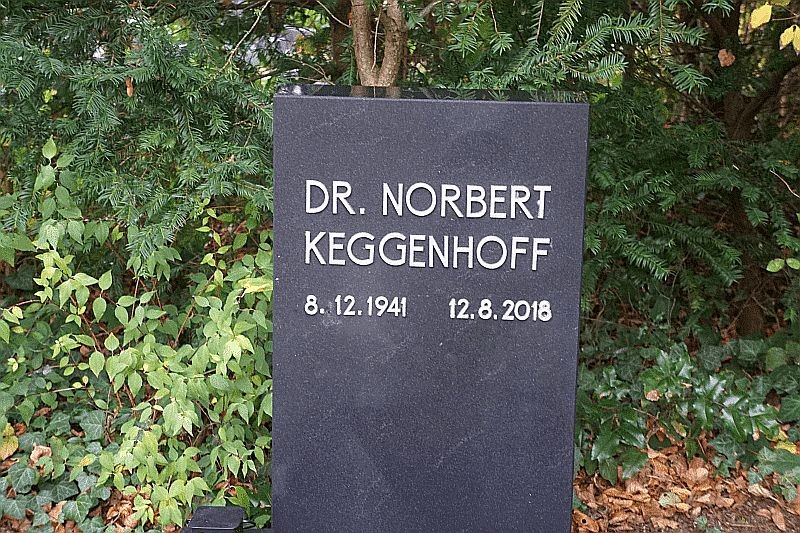 DR. NORBERT
KEGGENHOFF
8.12.1941 12.8.2018